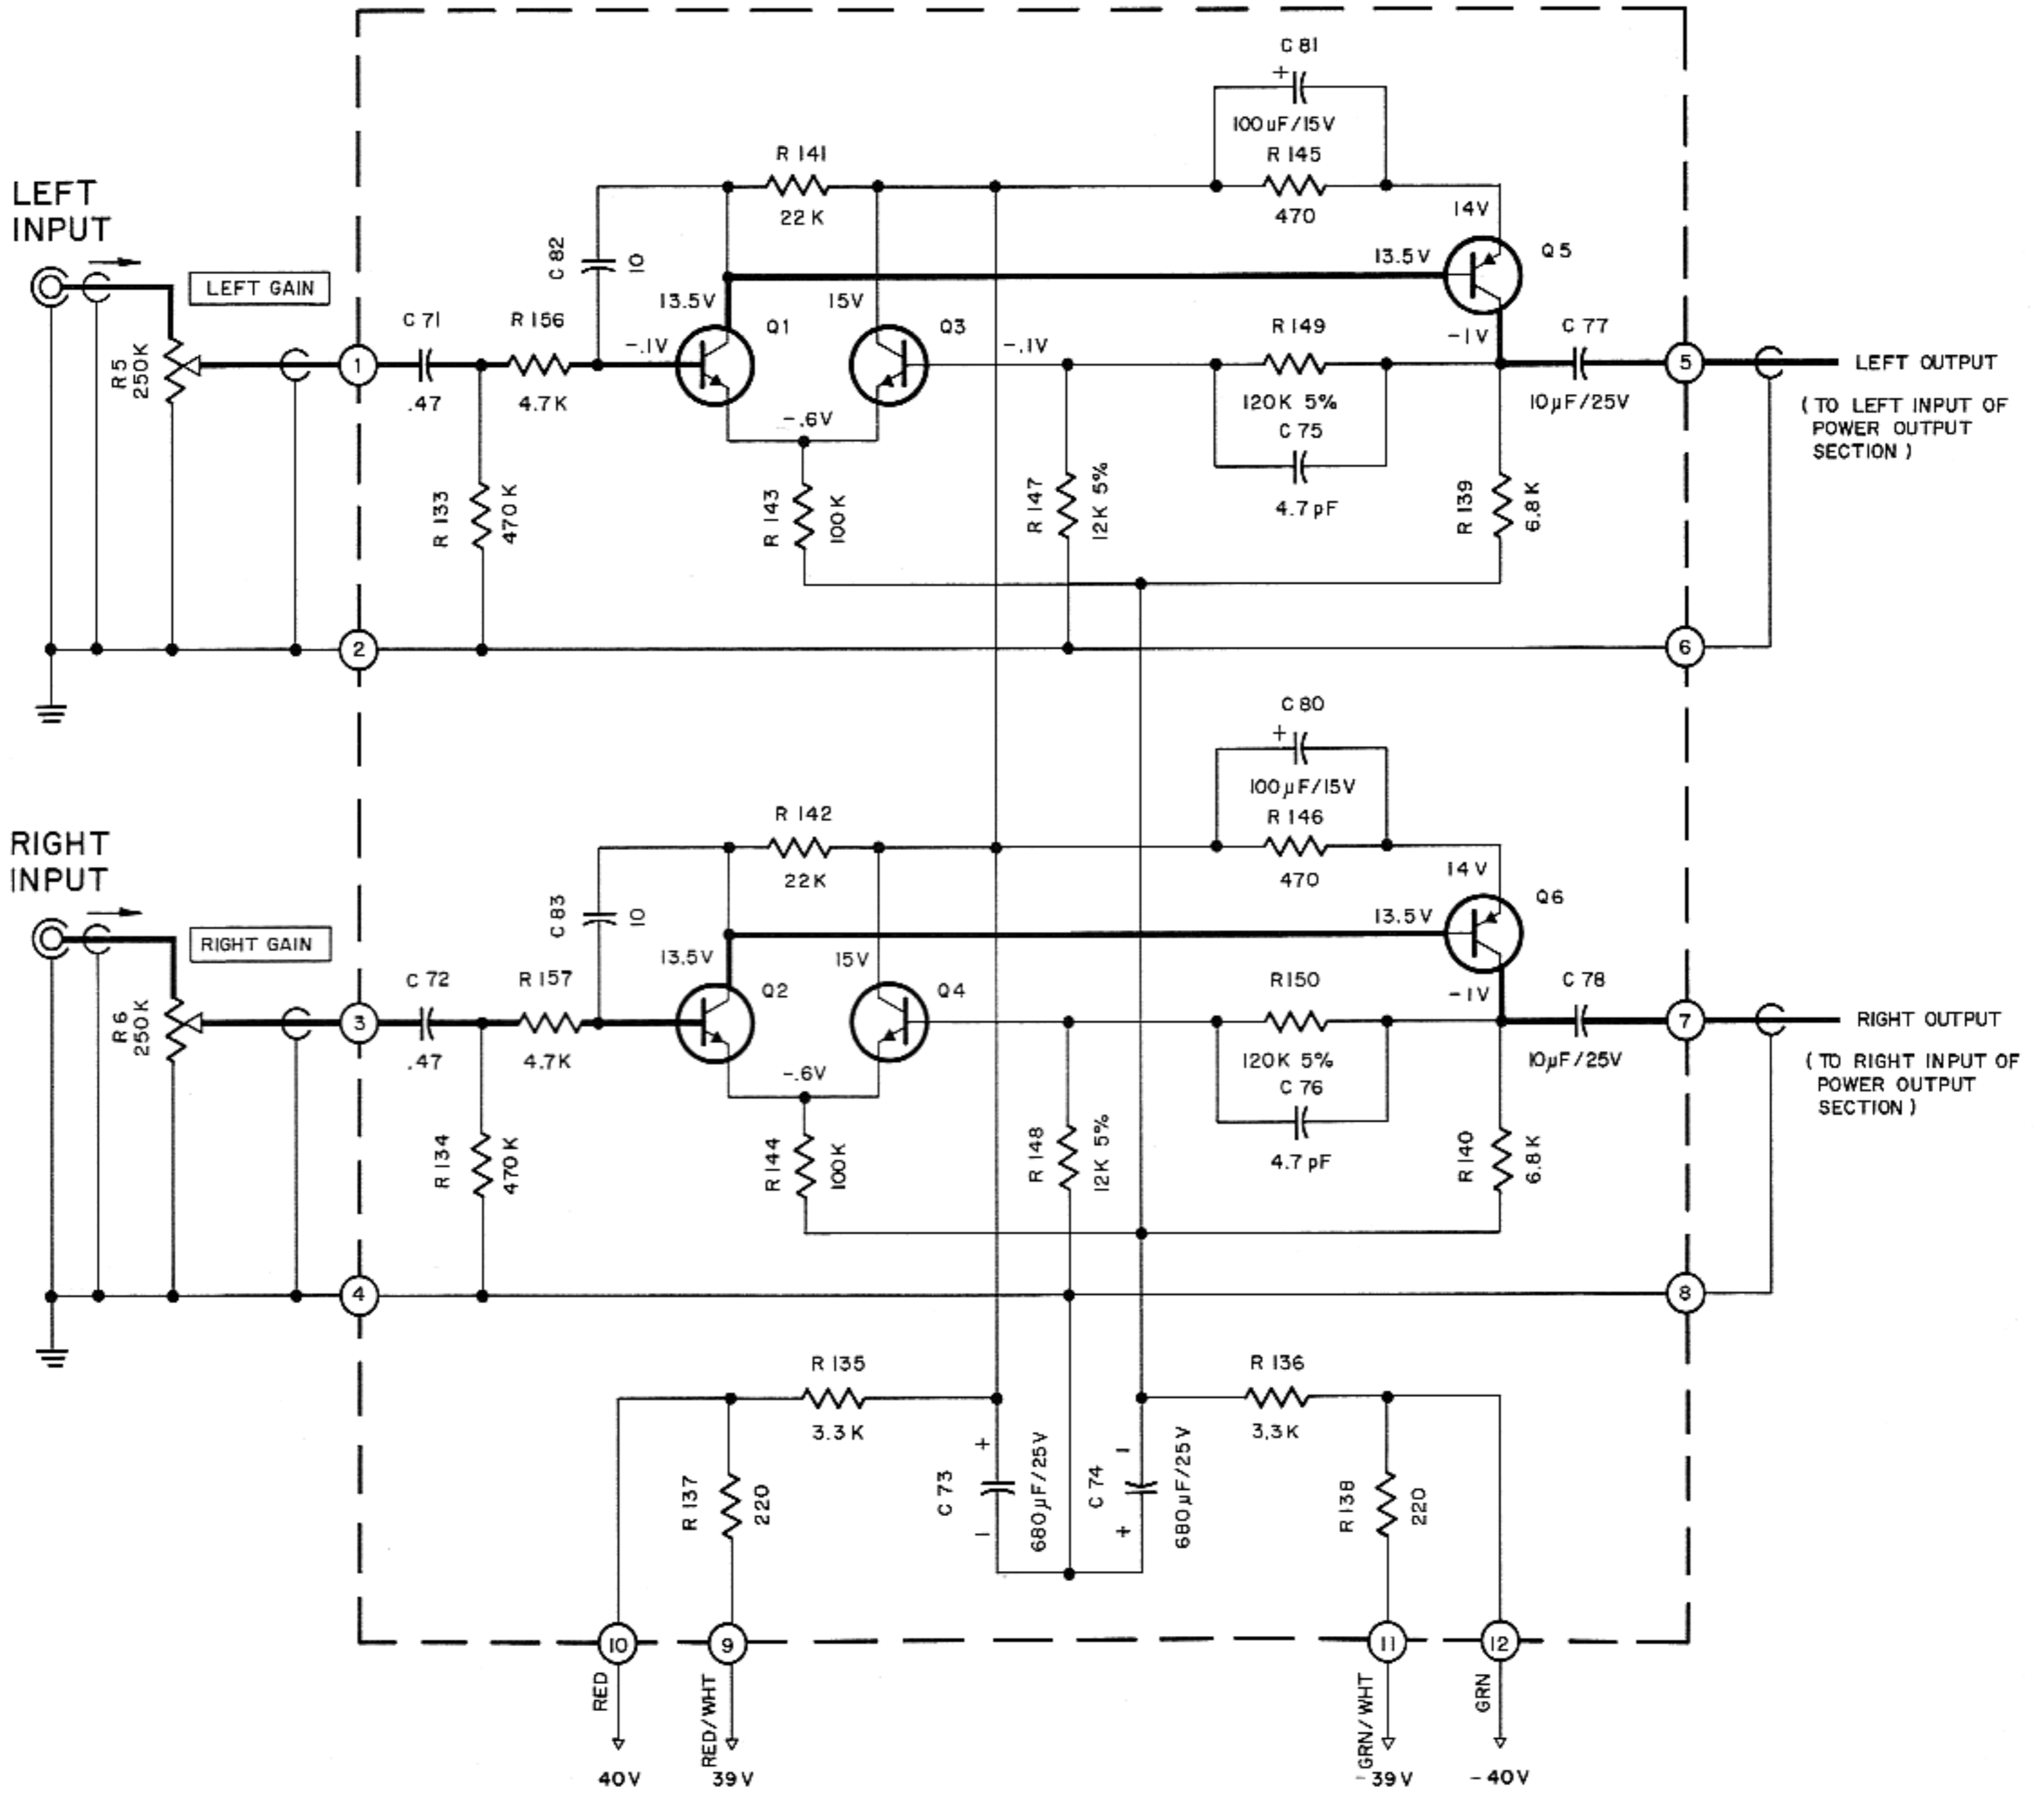 C 81
+
100uF/15V
R 145
470
R 141
22 K
LEFT
INPUT
LEFT GAIN
R 5
250K
1
C 71
.47
R 156
4.7K
C 82
10
13.5V
-.1V
Q1
15V
Q3
-.1V
-.6V
14V
13.5V
Q5
-1V
R 149
120K 5%
C 75
4.7pF
C 77
10µF/25V
5
LEFT OUTPUT
(TO LEFT INPUT OF
POWER OUTPUT
SECTION)
R 133
470K
R 143
100K
R 147
12K 5%
R 139
6.8K
2
6
C 80
+
100µF/15V
R 146
470
R 142
22K
RIGHT
INPUT
RIGHT GAIN
R 6
250K
3
C 72
.47
R 157
4.7K
C 83
10
13.5V
Q2
15V
Q4
-.6V
14V
13.5V
Q6
-1V
R150
120K 5%
C 76
4.7 pF
C 78
10µF/25V
7
RIGHT OUTPUT
(TO RIGHT INPUT OF
POWER OUTPUT
SECTION)
R 134
470K
R 144
100K
R 148
12K 5%
R 140
6.8K
4
8
R 135
3.3K
R 136
3.3K
R 137
220
+
C 73
-
680µF/25V
-
C 74
+
680µF/25V
R 138
220
10
9
11
12
RED
RED/WHT
GRN/WHT
GRN
40V
39V
-39V
-40V